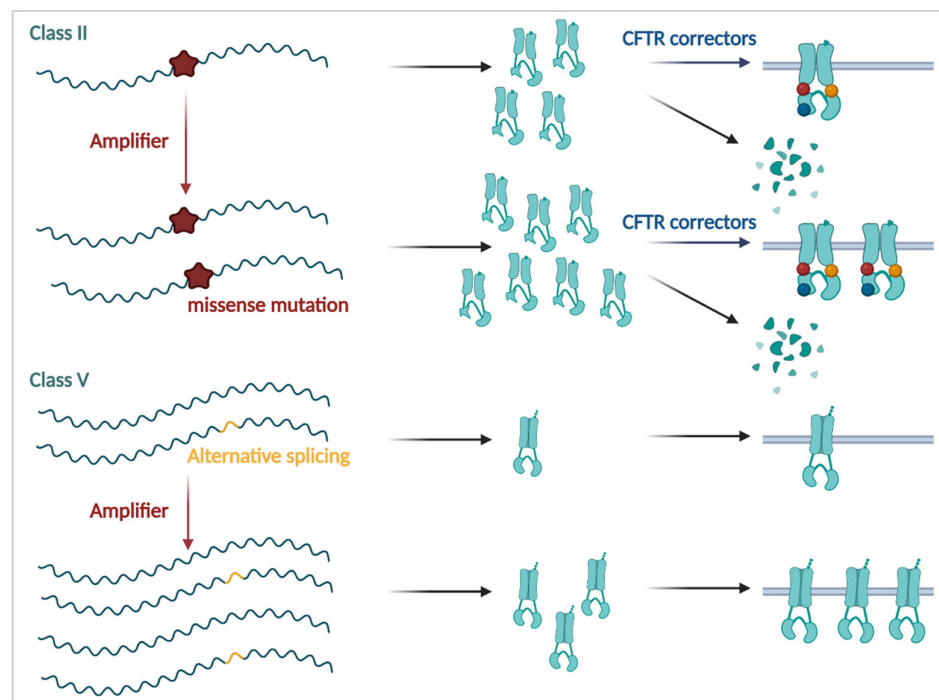 Class II
CFTR correctors
Amplifier
CFTR correctors
missense mutation
Class V
Alternative splicing
Amplifier